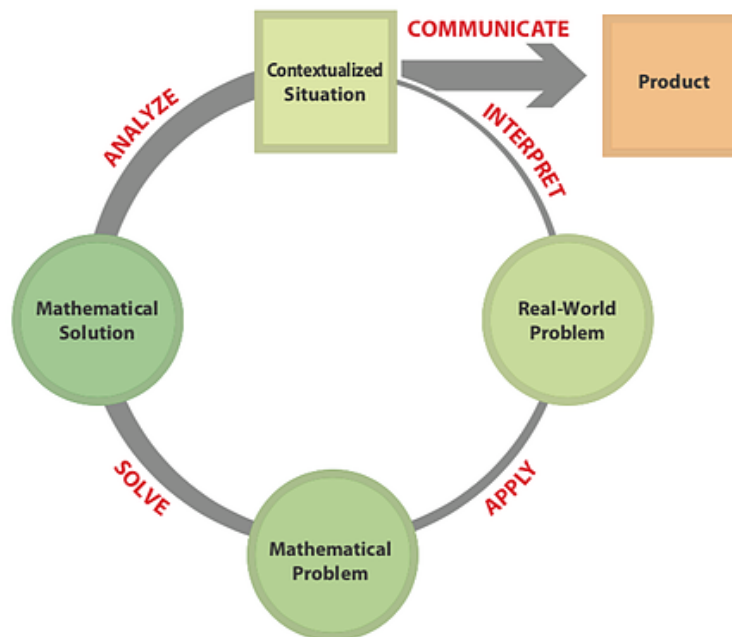 COMMUNICATE
Contextualized
Situation
Product
ANALYZE
INTERPRET
Mathematical
Solution
Real-World
Problem
SOLVE
APPLY
Mathematical
Problem